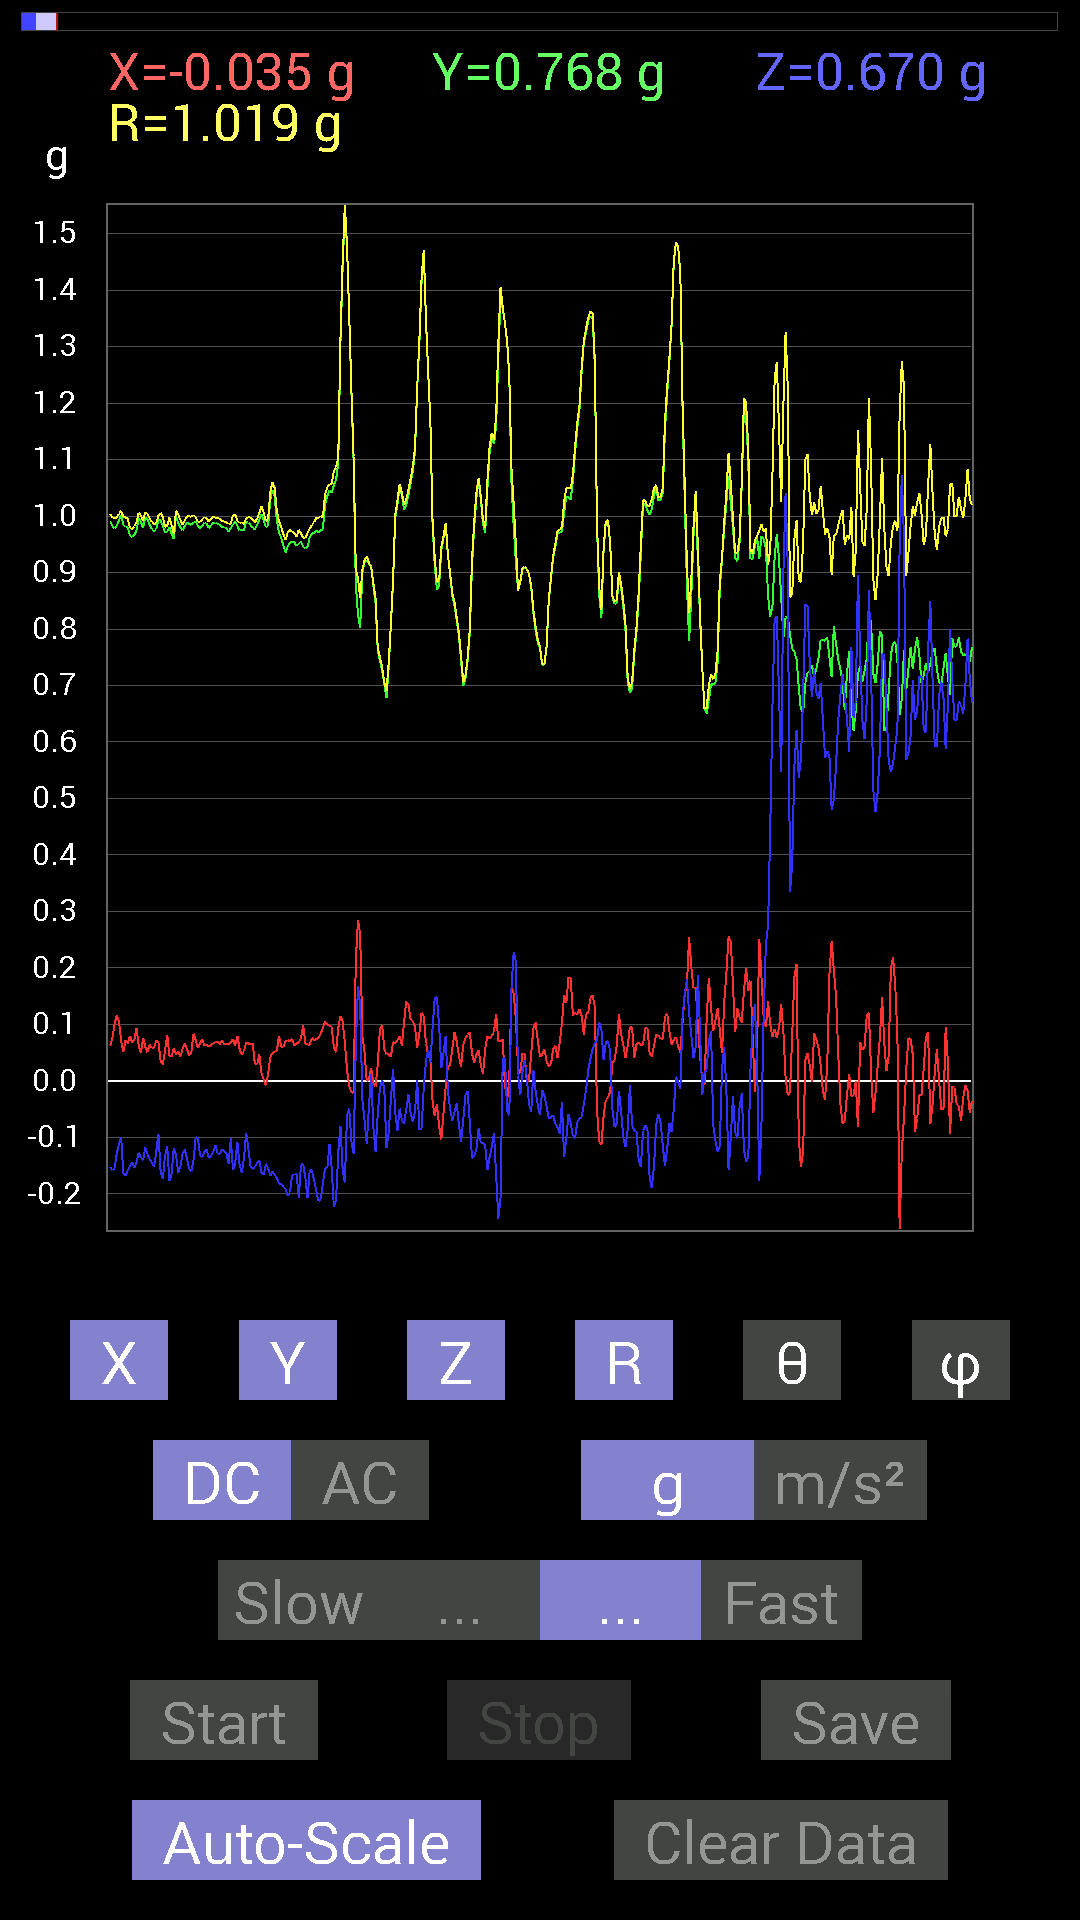 X=-0.035 g Y=0.768 g Z=0.670 g
R=1.019 g
g
1.5
1.4
1.3
1.2
1.1
1.0
0.9
0.8
0.7
0.6
0.5
0.4
0.3
0.2
0.1
0.0
-0.1
-0.2
X Y Z R θ φ
DC AC g m/s²
Slow ... ... Fast
Start Stop Save
Auto-Scale Clear Data